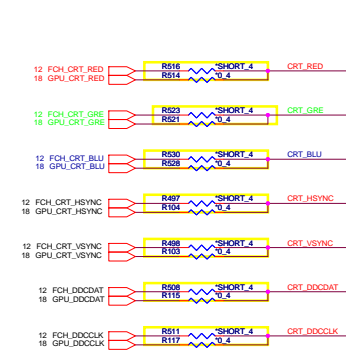 R516 *SHORT_4 CRT_RED
12 FCH_CRT_RED
18 GPU_CRT_RED R514 *0_4
R523 *SHORT_4 CRT_GRE
12 FCH_CRT_GRE
18 GPU_CRT_GRE R521 *0_4
R530 *SHORT_4 CRT_BLU
12 FCH_CRT_BLU
18 GPU_CRT_BLU R528 *0_4
R497 *SHORT_4 CRT_HSYNC
12 FCH_CRT_HSYNC
18 GPU_CRT_HSYNC R104 *0_4
R498 *SHORT_4 CRT_VSYNC
12 FCH_CRT_VSYNC
18 GPU_CRT_VSYNC R103 *0_4
R508 *SHORT_4 CRT_DDCDAT
12 FCH_DDCDAT
18 GPU_DDCDAT R115 *0_4
R511 *SHORT_4 CRT_DDCCLK
12 FCH_DDCCLK
18 GPU_DDCCLK R117 *0_4